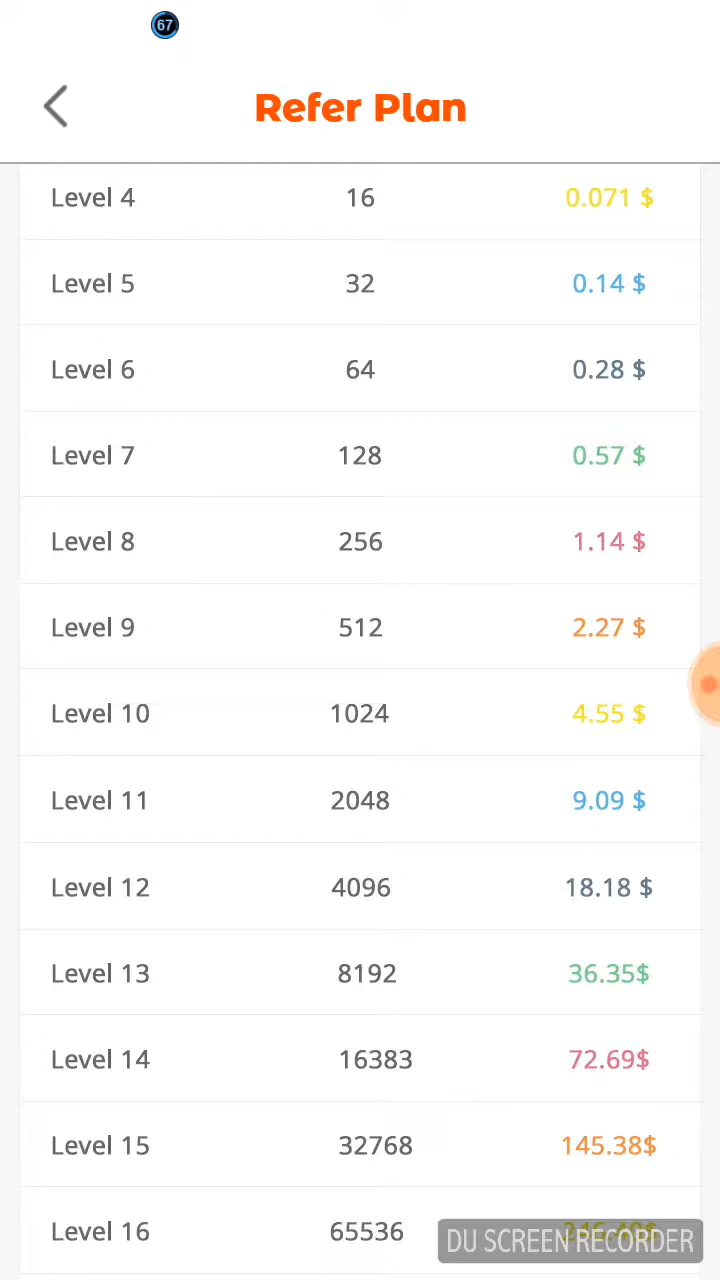 67
Refer Plan
Level 4 16 0.071 $
Level 5 32 0.14 $
Level 6 64 0.28 $
Level 7 128 0.57 $
Level 8 256 1.14 $
Level 9 512 2.27 $
Level 10 1024 4.55 $
Level 11 2048 9.09 $
Level 12 4096 18.18 $
Level 13 8192 36.35$
Level 14 16383 72.69$
Level 15 32768 145.38$
Level 16 65536
DU SCREEN RECORDER